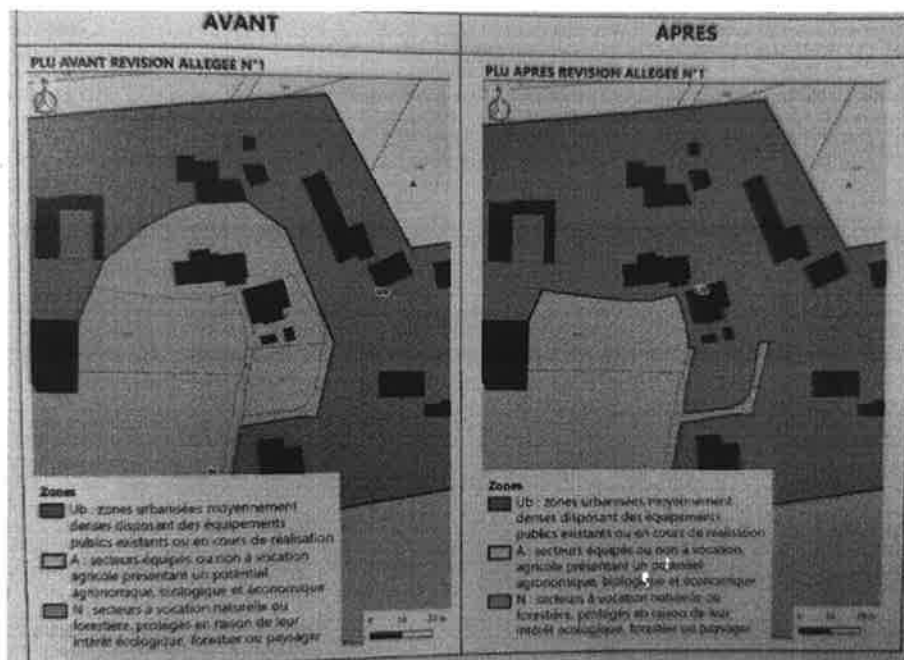 AVANT
APRES
PLU AVANT REVISION ALLEGEE N°1
PLU APRES REVISION ALLEGEE N°1
Zones
Ub : zones urbanisées moyennement
denses disposant des équipements
publics existants ou en cours de réalisation
A : secteurs équipés ou non à vocation
agricole présentant un potentiel
agronomique, biologique et économique
N : secteurs à vocation naturelle ou
forestière, protégés en raison de leur
intérêt écologique, forestier ou paysager
Zones
Ub : zones urbanisées moyennement
denses disposant des équipements
publics existants ou en cours de réalisation
A : secteurs équipés ou non à vocation
agricole présentant un potentiel
agronomique, biologique et économique
N : secteurs à vocation naturelle ou
forestière, protégés en raison de leur
intérêt écologique, forestier ou paysager